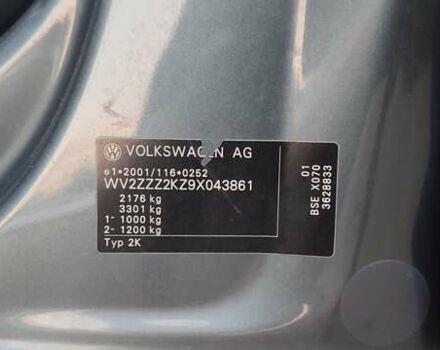 VOLKSWAGEN AG
e1*2001/116*0252
WV2ZZZ2KZ9X043861
2176 kg
3301 kg
1- 1000 kg
2- 1200 kg
Typ 2K
01
BSE X070
3628833